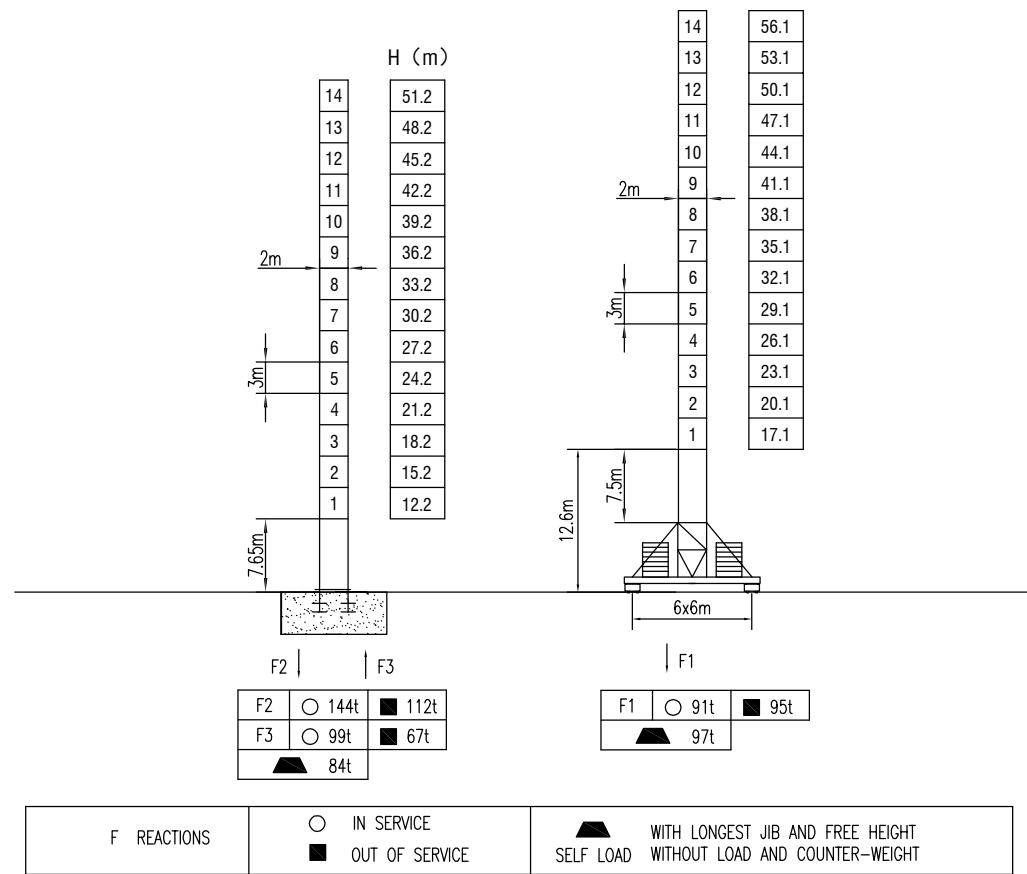 H (m)
14 51.2
13 48.2
12 45.2
11 42.2
10 39.2
9 36.2
8 33.2
7 30.2
6 27.2
5 24.2
4 21.2
3 18.2
2 15.2
1 12.2
2m
3m
7.65m
F2 F3
F2 144t 112t
F3 99t 67t
84t
14 56.1
13 53.1
12 50.1
11 47.1
10 44.1
9 41.1
8 38.1
7 35.1
6 32.1
5 29.1
4 26.1
3 23.1
2 20.1
1 17.1
2m
3m
7.5m
12.6m
6x6m
F1
F1 91t 95t
97t
F REACTIONS
IN SERVICE
OUT OF SERVICE
WITH LONGEST JIB AND FREE HEIGHT
SELF LOAD WITHOUT LOAD AND COUNTER-WEIGHT